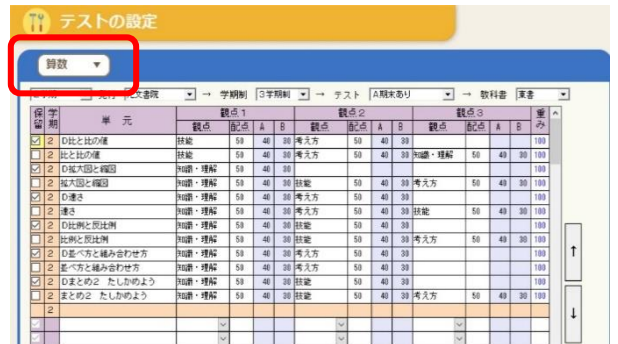 テストの設定
算数 ▼
文書院 → 学期制 3学期制 → テスト A期末あり → 教科書 東書
保留 学期 単元 観点1 観点2 観点3 重み
観点 配点 A B 観点 配点 A B 観点 配点 A B
2 D比と比の値 技能 50 40 30 考え方 50 40 30 100
2 比と比の値 技能 50 40 30 考え方 50 40 30 知識・理解 50 40 30 100
2 D拡大図と縮図 知識・理解 50 40 30 100
2 拡大図と縮図 知識・理解 50 40 30 技能 50 40 30 考え方 50 40 30 100
2 D速さ 知識・理解 50 40 30 考え方 50 40 30 100
2 速さ 知識・理解 50 40 30 考え方 50 40 30 技能 50 40 30 100
2 D比例と反比例 知識・理解 50 40 30 技能 50 40 30 100
2 比例と反比例 知識・理解 50 40 30 技能 50 40 30 考え方 50 40 30 100
2 D並べ方と組み合わせ方 知識・理解 50 40 30 考え方 50 40 30 100
2 並べ方と組み合わせ方 知識・理解 50 40 30 考え方 50 40 30 100
2 Dまとめ2 たしかめよう 知識・理解 50 40 30 技能 50 40 30 100
2 まとめ2 たしかめよう 知識・理解 50 40 30 技能 50 40 30 考え方 50 40 30 100
2
↑
↓